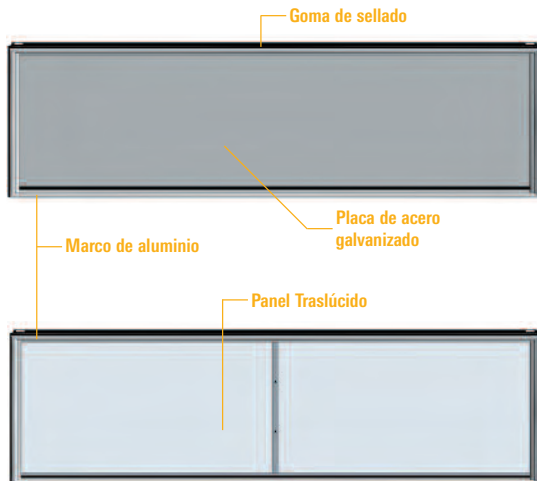 Goma de sellado
Placa de acero
galvanizado
Marco de aluminio
Panel Traslúcido